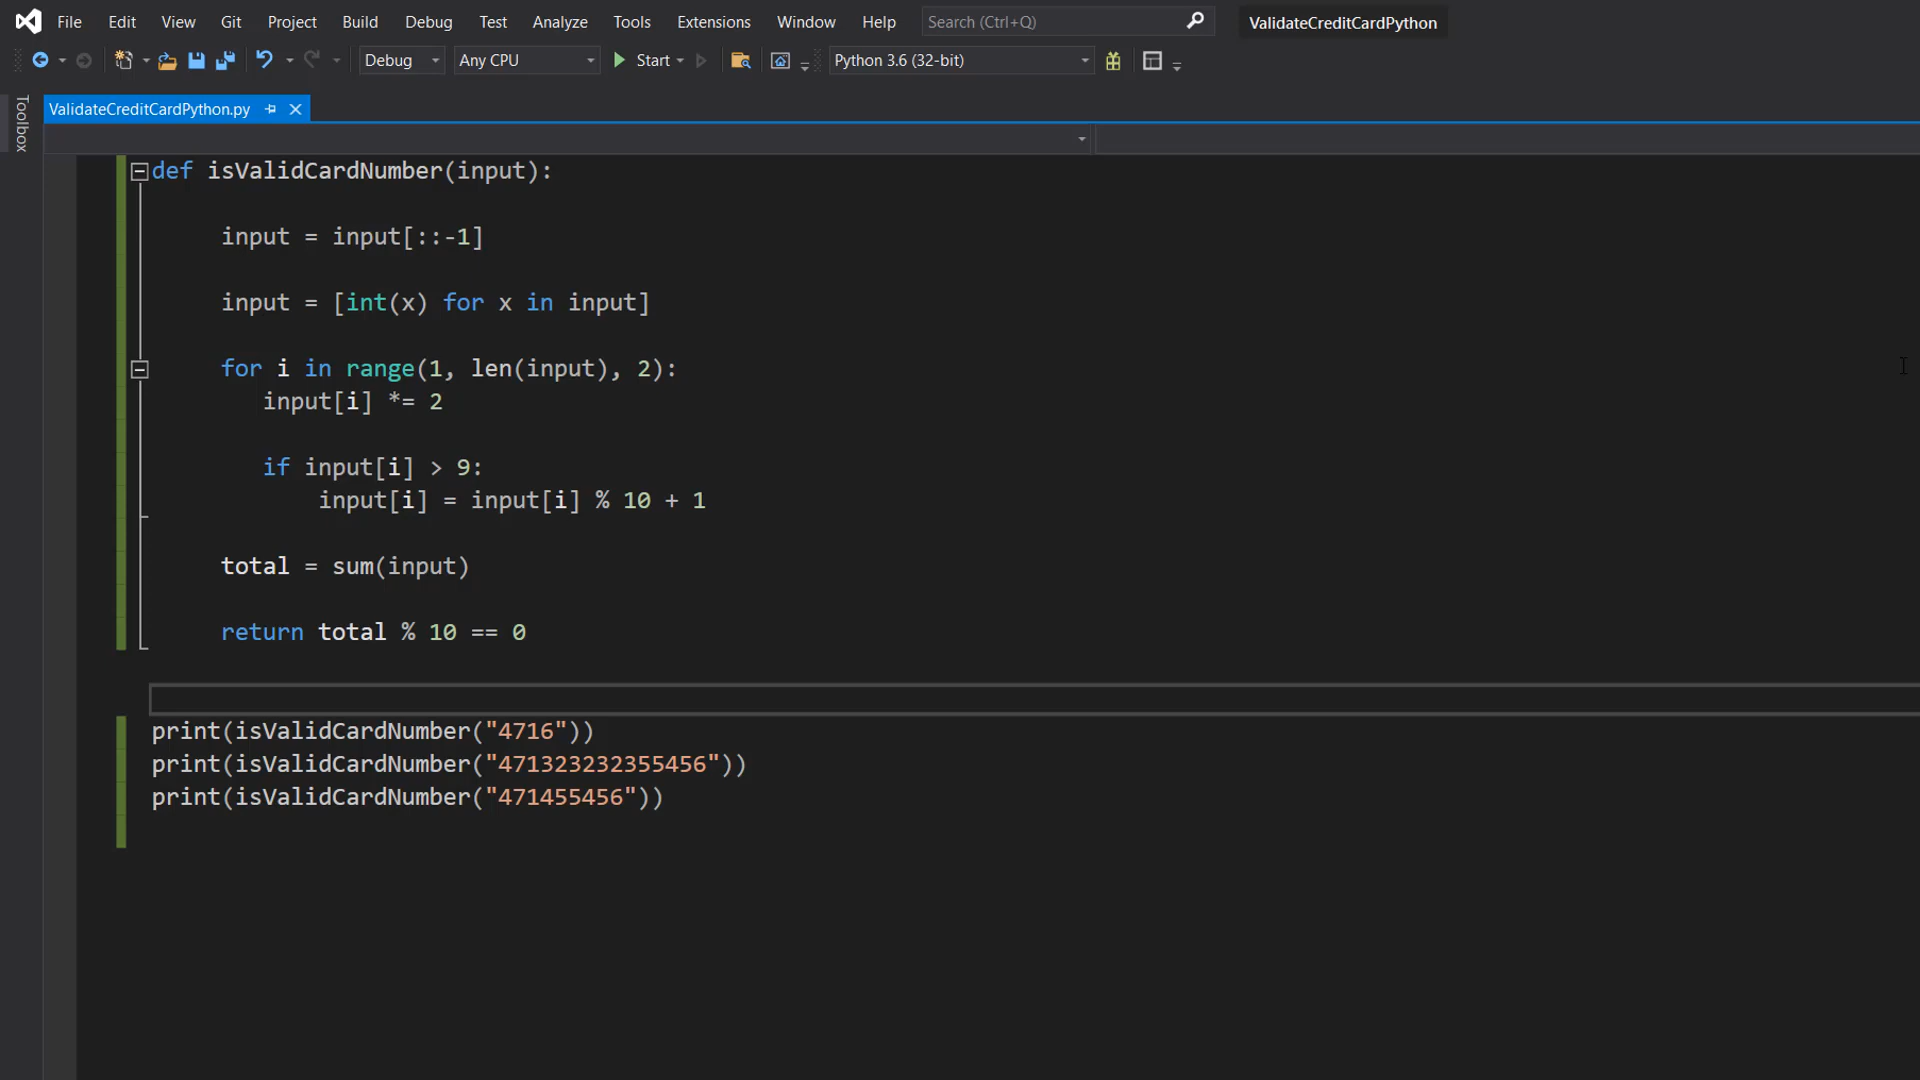 File Edit View Git Project Build Debug Test Analyze Tools Extensions Window Help Search (Ctrl+Q) ValidateCreditCardPython
Debug Any CPU Start Python 3.6 (32-bit)
Toolbox
ValidateCreditCardPython.py
def isValidCardNumber(input):
input = input[::-1]
input = [int(x) for x in input]
for i in range(1, len(input), 2):
input[i] *= 2
if input[i] > 9:
input[i] = input[i] % 10 + 1
total = sum(input)
return total % 10 == 0
print(isValidCardNumber("4716"))
print(isValidCardNumber("471323232355456"))
print(isValidCardNumber("471455456"))